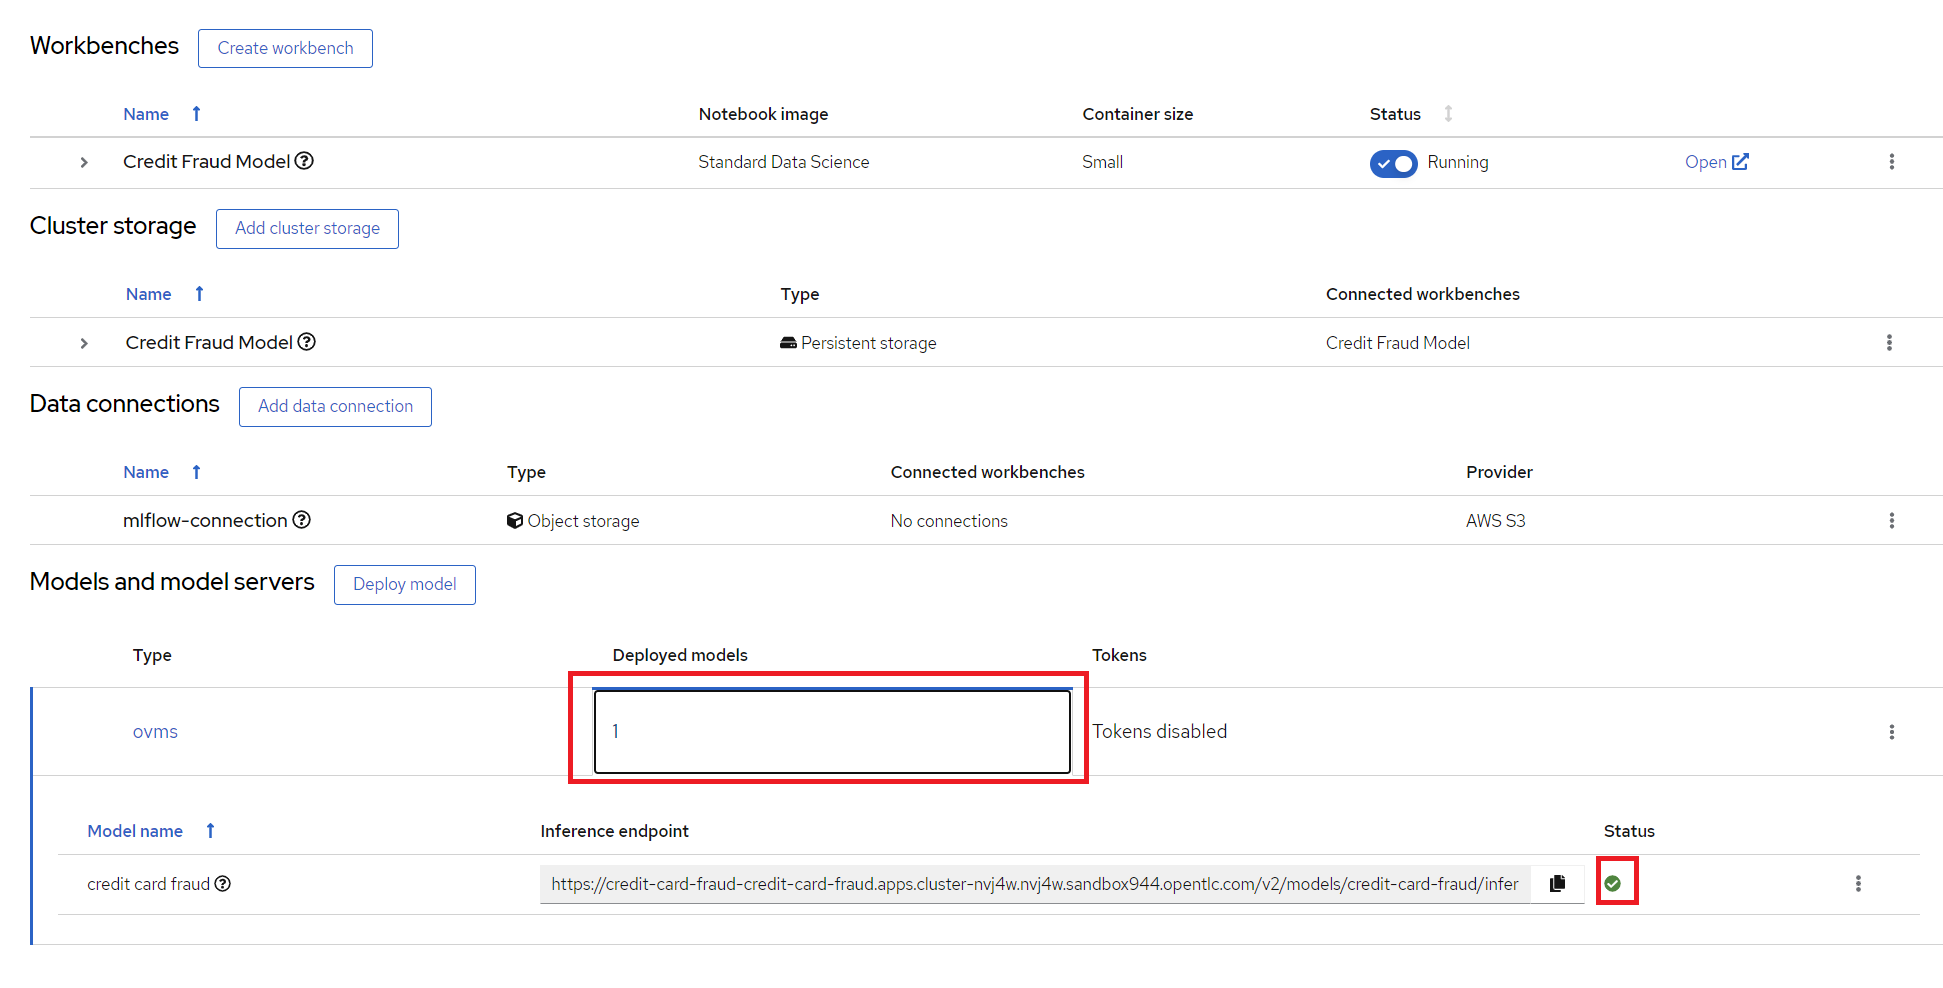 Workbenches Create workbench
Name Notebook image Container size Status
Credit Fraud Model Standard Data Science Small Running Open
Cluster storage Add cluster storage
Name Type Connected workbenches
Credit Fraud Model Persistent storage Credit Fraud Model
Data connections Add data connection
Name Type Connected workbenches Provider
mlflow-connection Object storage No connections AWS S3
Models and model servers Deploy model
Type Deployed models Tokens
ovms 1 Tokens disabled
Model name Inference endpoint Status
credit card fraud https://credit-card-fraud-credit-card-fraud.apps.cluster-nvj4w.nvj4w.sandbox944.opentlc.com/v2/models/credit-card-fraud/infer